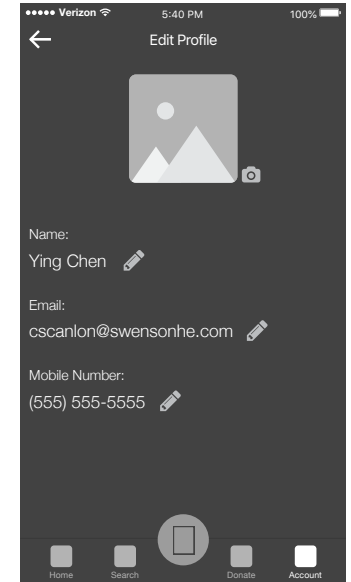 Verizon 5:40 PM 100%
Edit Profile
Name:
Ying Chen
Email:
cscanlon@swensonhe.com
Mobile Number:
(555) 555-5555
Home Search Donate Account